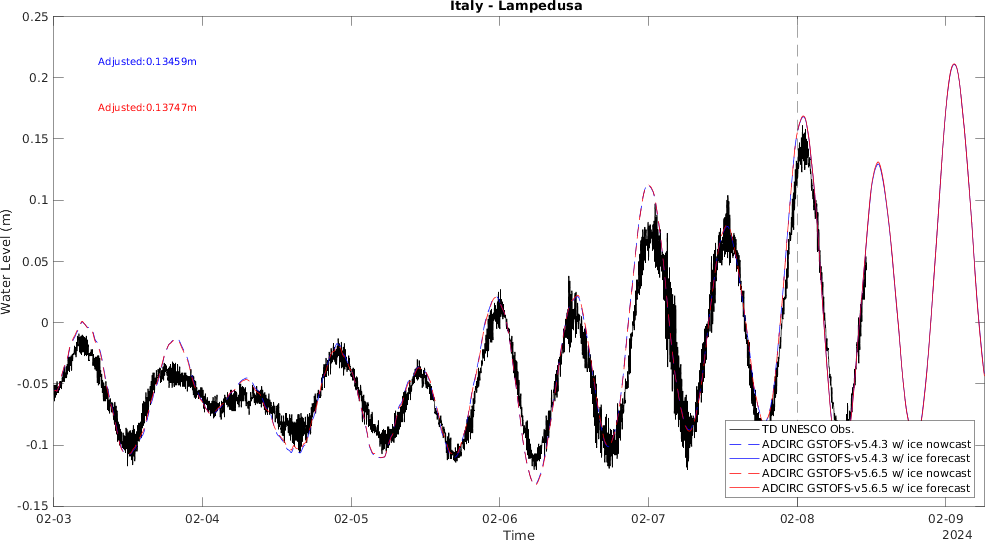 Italy - Lampedusa
0.25
Adjusted:0.13459m
0.2
Adjusted:0.13747m
0.15
0.1
0.05
0
-0.05
-0.1
-0.15
Water Level (m)
TD UNESCO Obs.
ADCIRC GSTOFS-v5.4.3 w/ ice nowcast
ADCIRC GSTOFS-v5.4.3 w/ ice forecast
ADCIRC GSTOFS-v5.6.5 w/ ice nowcast
ADCIRC GSTOFS-v5.6.5 w/ ice forecast
02-03 02-04 02-05 02-06 02-07 02-08 02-09
Time
2024